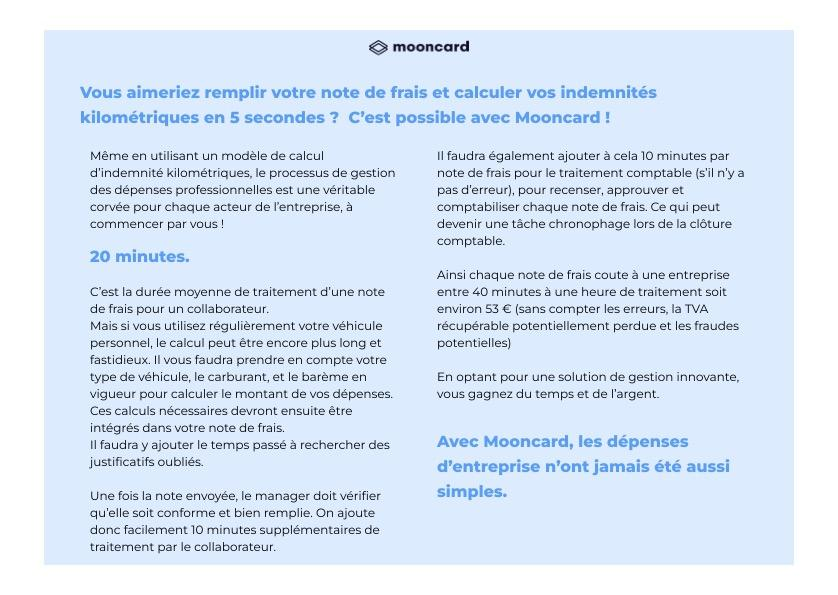 mooncard
Vous aimeriez remplir votre note de frais et calculer vos indemnités
kilométriques en 5 secondes ?  C’est possible avec Mooncard !
Même en utilisant un modèle de calcul
d’indemnité kilométriques, le processus de gestion
des dépenses professionnelles est une véritable
corvée pour chaque acteur de l’entreprise, à
commencer par vous !
20 minutes.
C’est la durée moyenne de traitement d’une note
de frais pour un collaborateur.
Mais si vous utilisez régulièrement votre véhicule
personnel, le calcul peut être encore plus long et
fastidieux. Il vous faudra prendre en compte votre
type de véhicule, le carburant, et le barème en
vigueur pour calculer le montant de vos dépenses.
Ces calculs nécessaires devront ensuite être
intégrés dans votre note de frais.
Il faudra y ajouter le temps passé à rechercher des
justificatifs oubliés.
Une fois la note envoyée, le manager doit vérifier
qu’elle soit conforme et bien remplie. On ajoute
donc facilement 10 minutes supplémentaires de
traitement par le collaborateur.
Il faudra également ajouter à cela 10 minutes par
note de frais pour le traitement comptable (s’il n’y a
pas d’erreur), pour recenser, approuver et
comptabiliser chaque note de frais. Ce qui peut
devenir une tâche chronophage lors de la clôture
comptable.
Ainsi chaque note de frais coute à une entreprise
entre 40 minutes à une heure de traitement soit
environ 53 € (sans compter les erreurs, la TVA
récupérable potentiellement perdue et les fraudes
potentielles)
En optant pour une solution de gestion innovante,
vous gagnez du temps et de l’argent.
Avec Mooncard, les dépenses
d’entreprise n’ont jamais été aussi
simples.